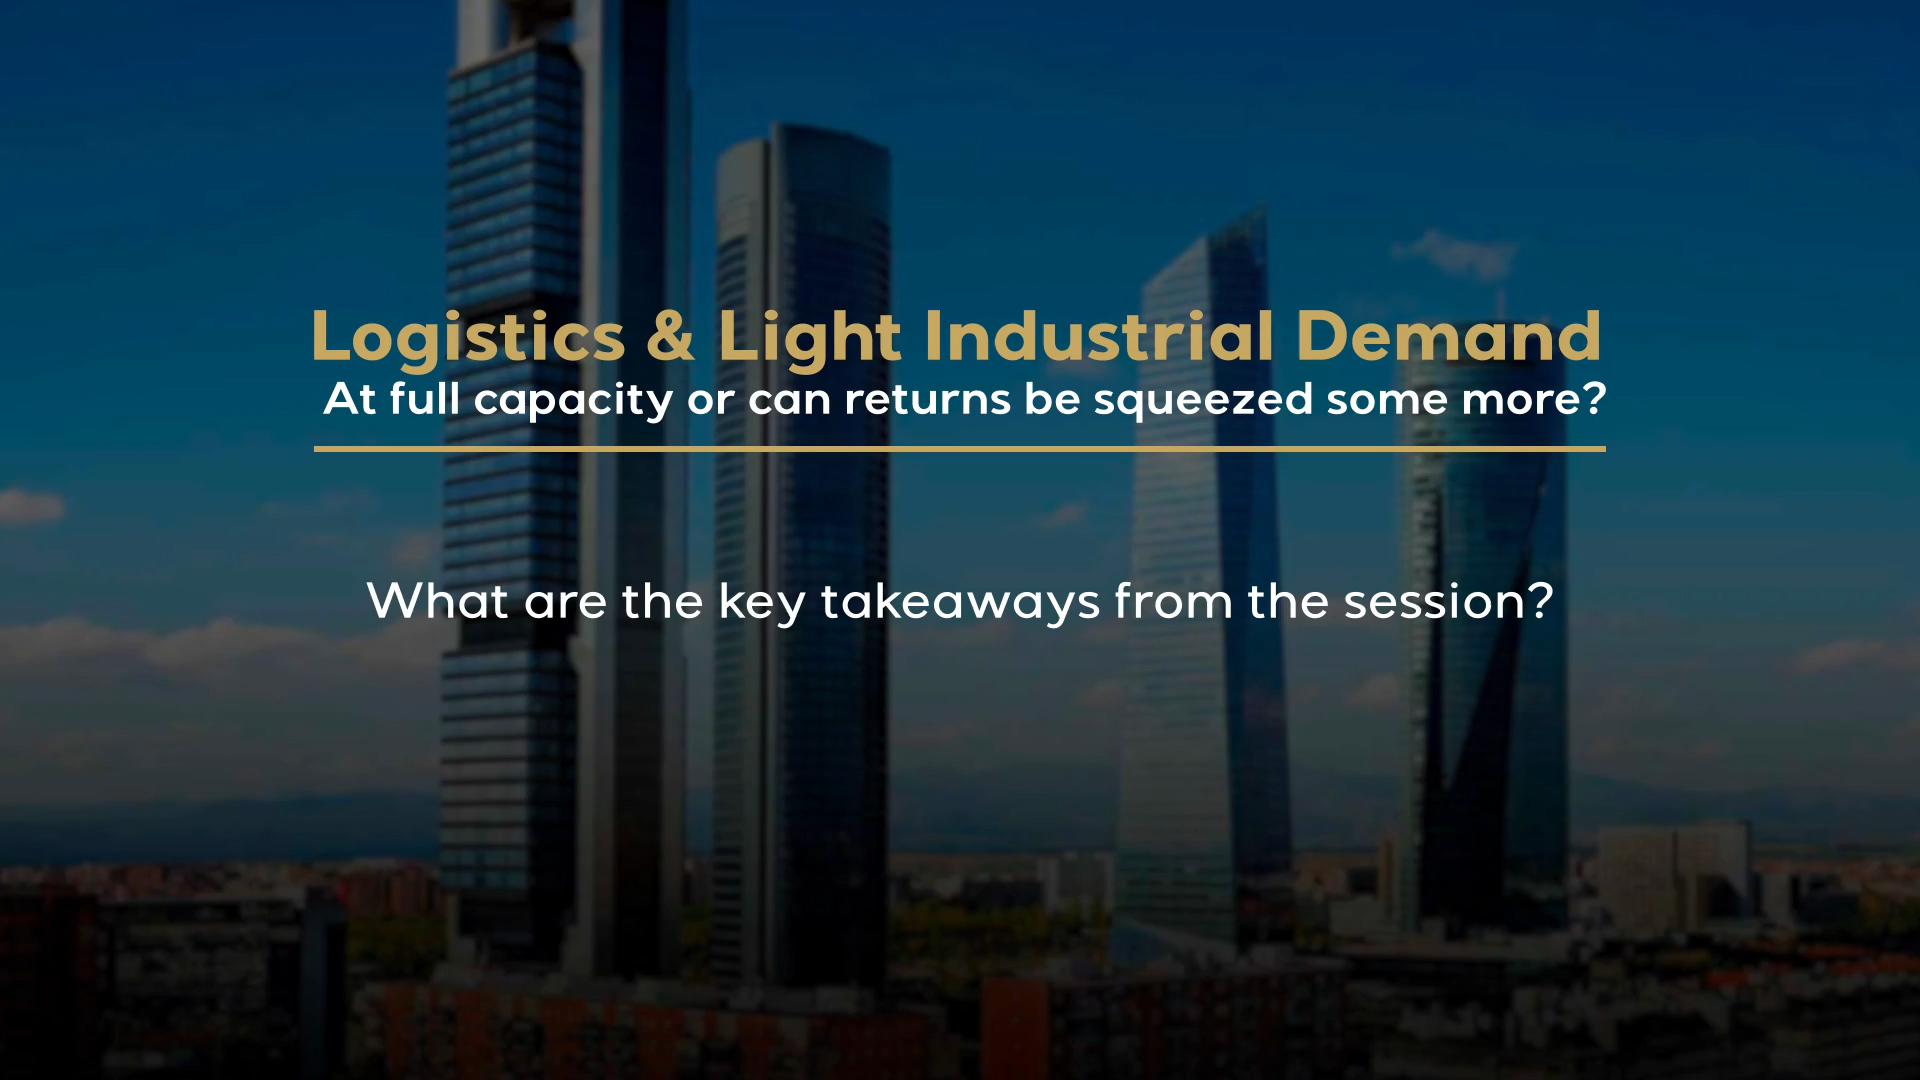 Logistics & Light Industrial Demand
At full capacity or can returns be squeezed some more?
What are the key takeaways from the session?